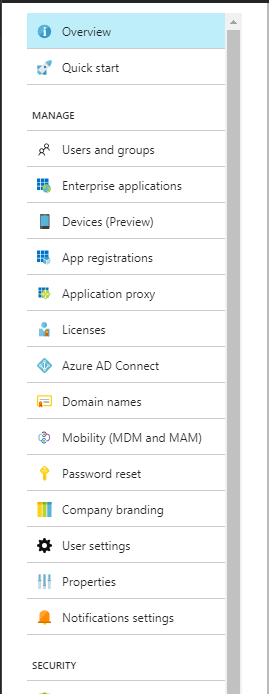 Overview
Quick start
MANAGE
Users and groups
Enterprise applications
Devices (Preview)
App registrations
Application proxy
Licenses
Azure AD Connect
Domain names
Mobility (MDM and MAM)
Password reset
Company branding
User settings
Properties
Notifications settings
SECURITY